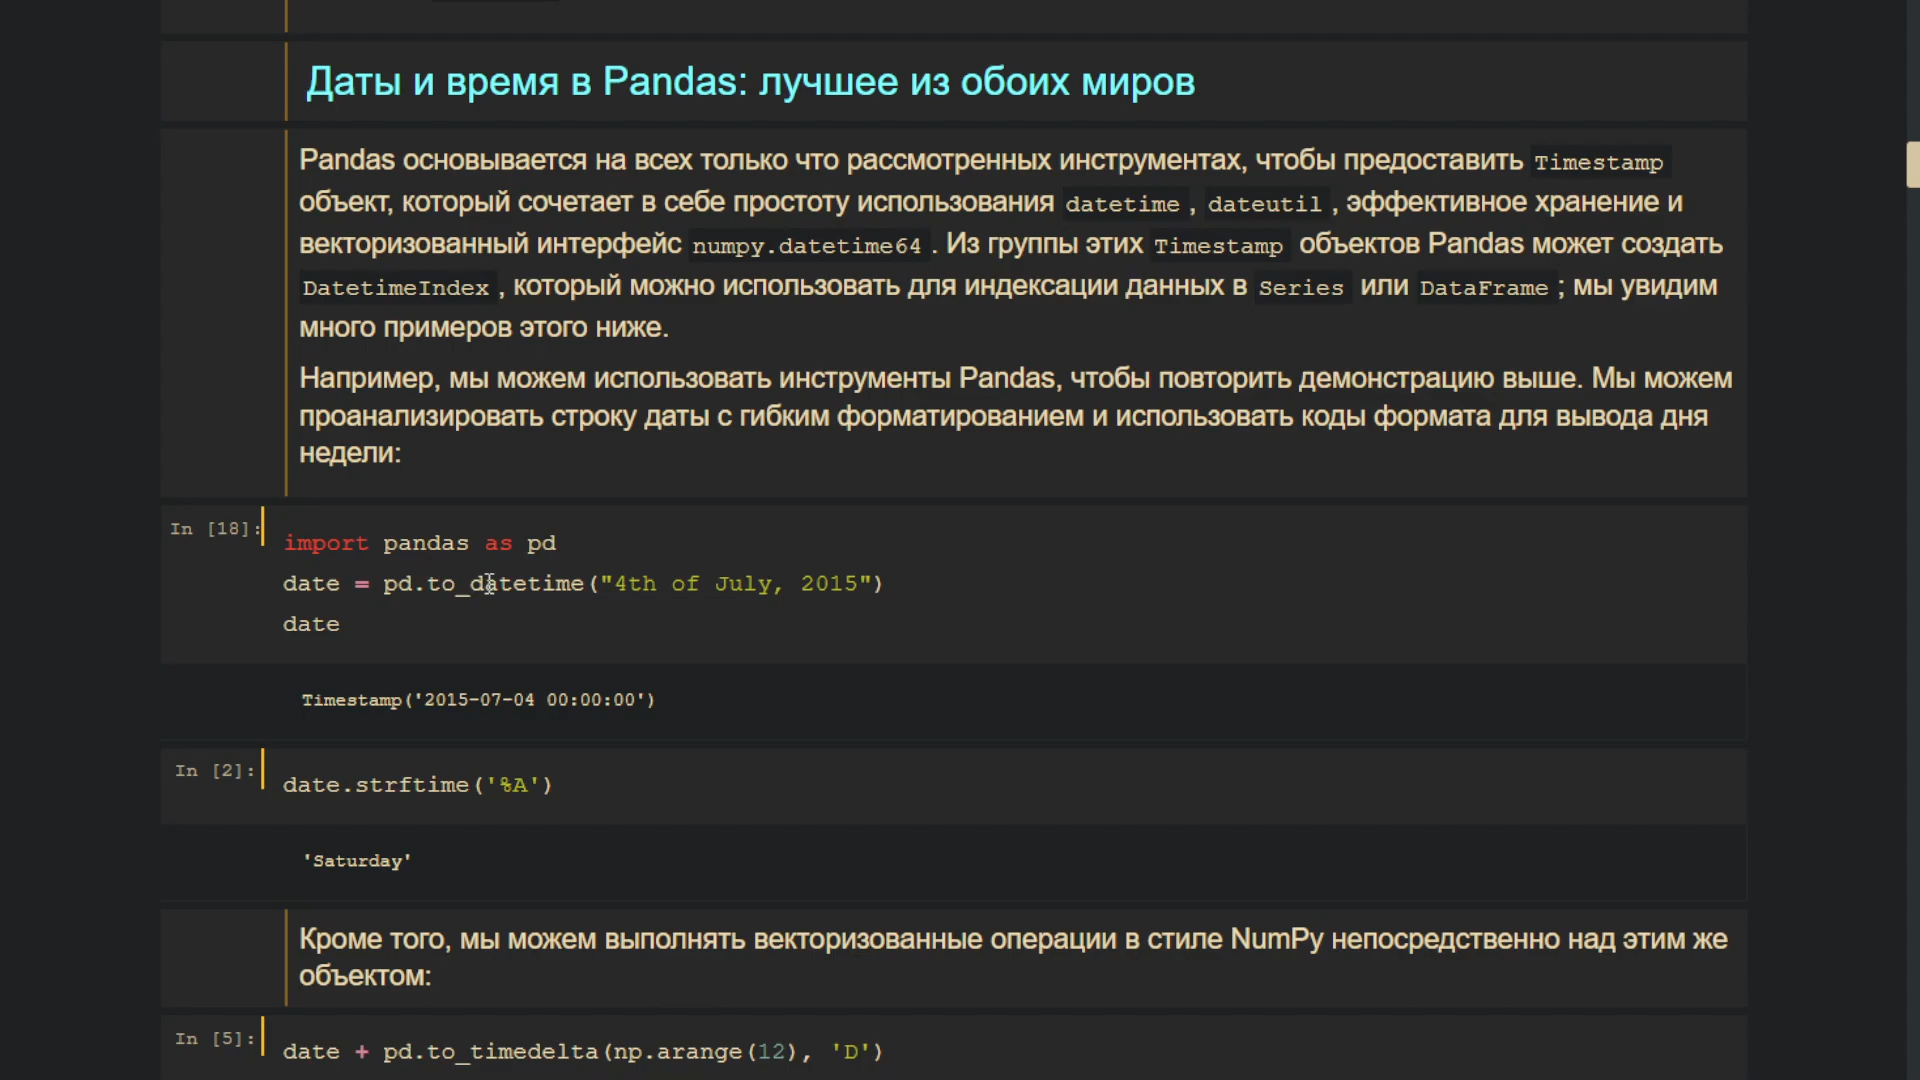 Даты и время в Pandas: лучшее из обоих миров
Pandas основывается на всех только что рассмотренных инструментах, чтобы предоставить Timestamp
объект, который сочетает в себе простоту использования datetime , dateutil , эффективное хранение и
векторизованный интерфейс numpy.datetime64 . Из группы этих Timestamp объектов Pandas может создать
DatetimeIndex , который можно использовать для индексации данных в Series или DataFrame ; мы увидим
много примеров этого ниже.
Например, мы можем использовать инструменты Pandas, чтобы повторить демонстрацию выше. Мы можем
проанализировать строку даты с гибким форматированием и использовать коды формата для вывода дня
недели:
In [18]:
import pandas as pd
date = pd.to_datetime("4th of July, 2015")
date
Timestamp('2015-07-04 00:00:00')
In [2]:
date.strftime('%A')
'Saturday'
Кроме того, мы можем выполнять векторизованные операции в стиле NumPy непосредственно над этим же
объектом:
In [5]:
date + pd.to_timedelta(np.arange(12), 'D')